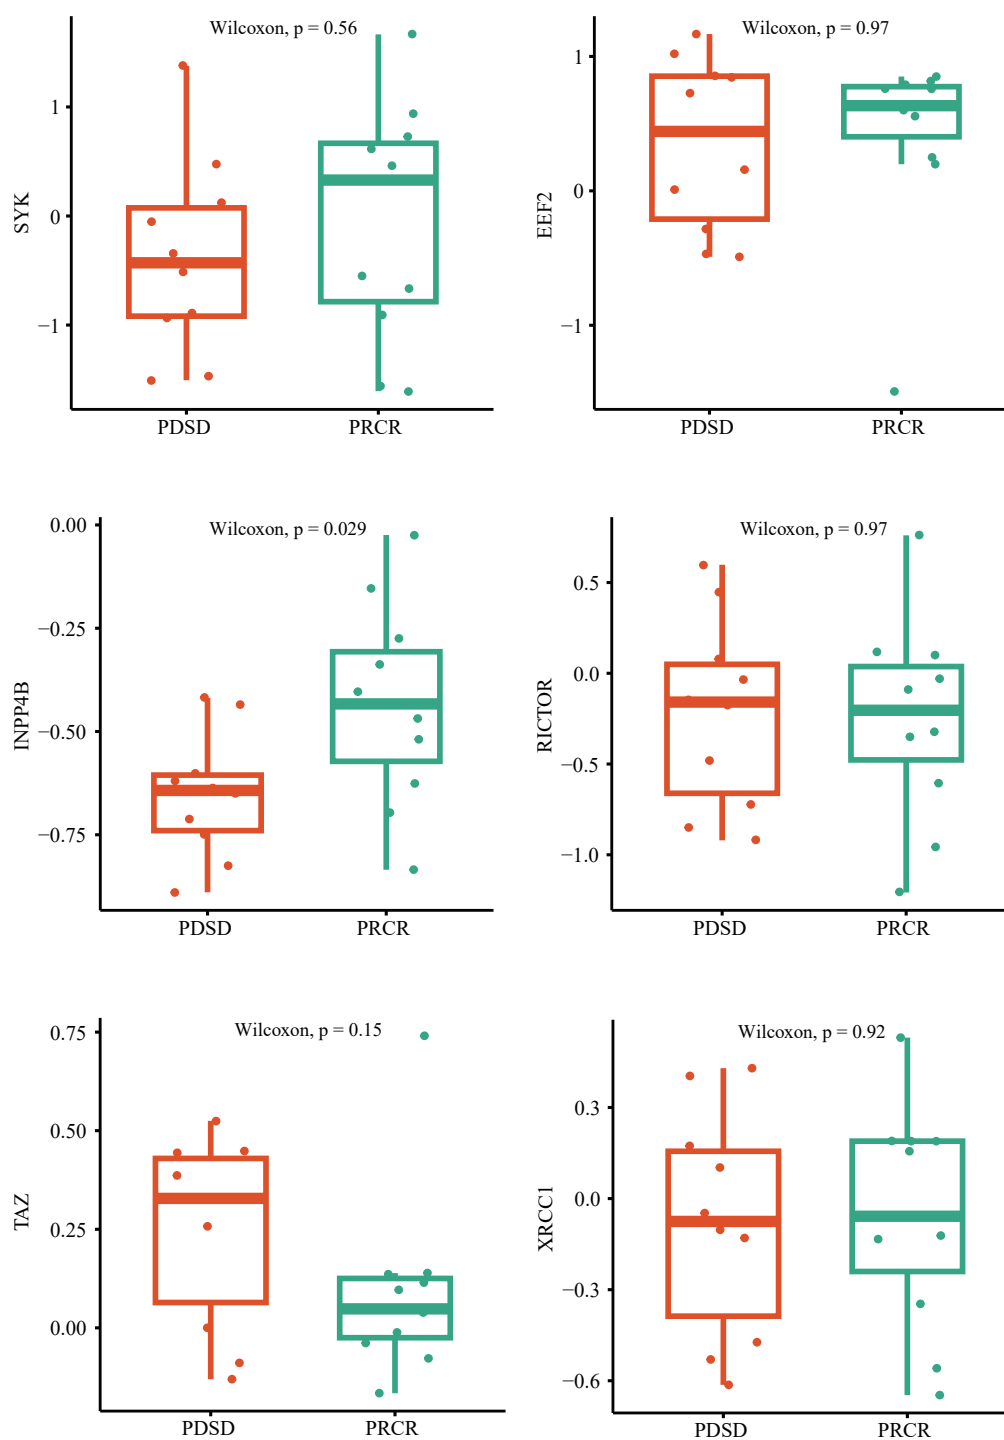 Wilcoxon, p = 0.56
SYK
1
0
−1
PDSD
PRCR
Wilcoxon, p = 0.97
EEF2
1
0
−1
PDSD
PRCR
Wilcoxon, p = 0.029
INPP4B
0.00
−0.25
−0.50
−0.75
PDSD
PRCR
Wilcoxon, p = 0.97
RICTOR
0.5
0.0
−0.5
−1.0
PDSD
PRCR
Wilcoxon, p = 0.15
TAZ
0.75
0.50
0.25
0.00
PDSD
PRCR
Wilcoxon, p = 0.92
XRCC1
0.3
0.0
−0.3
−0.6
PDSD
PRCR